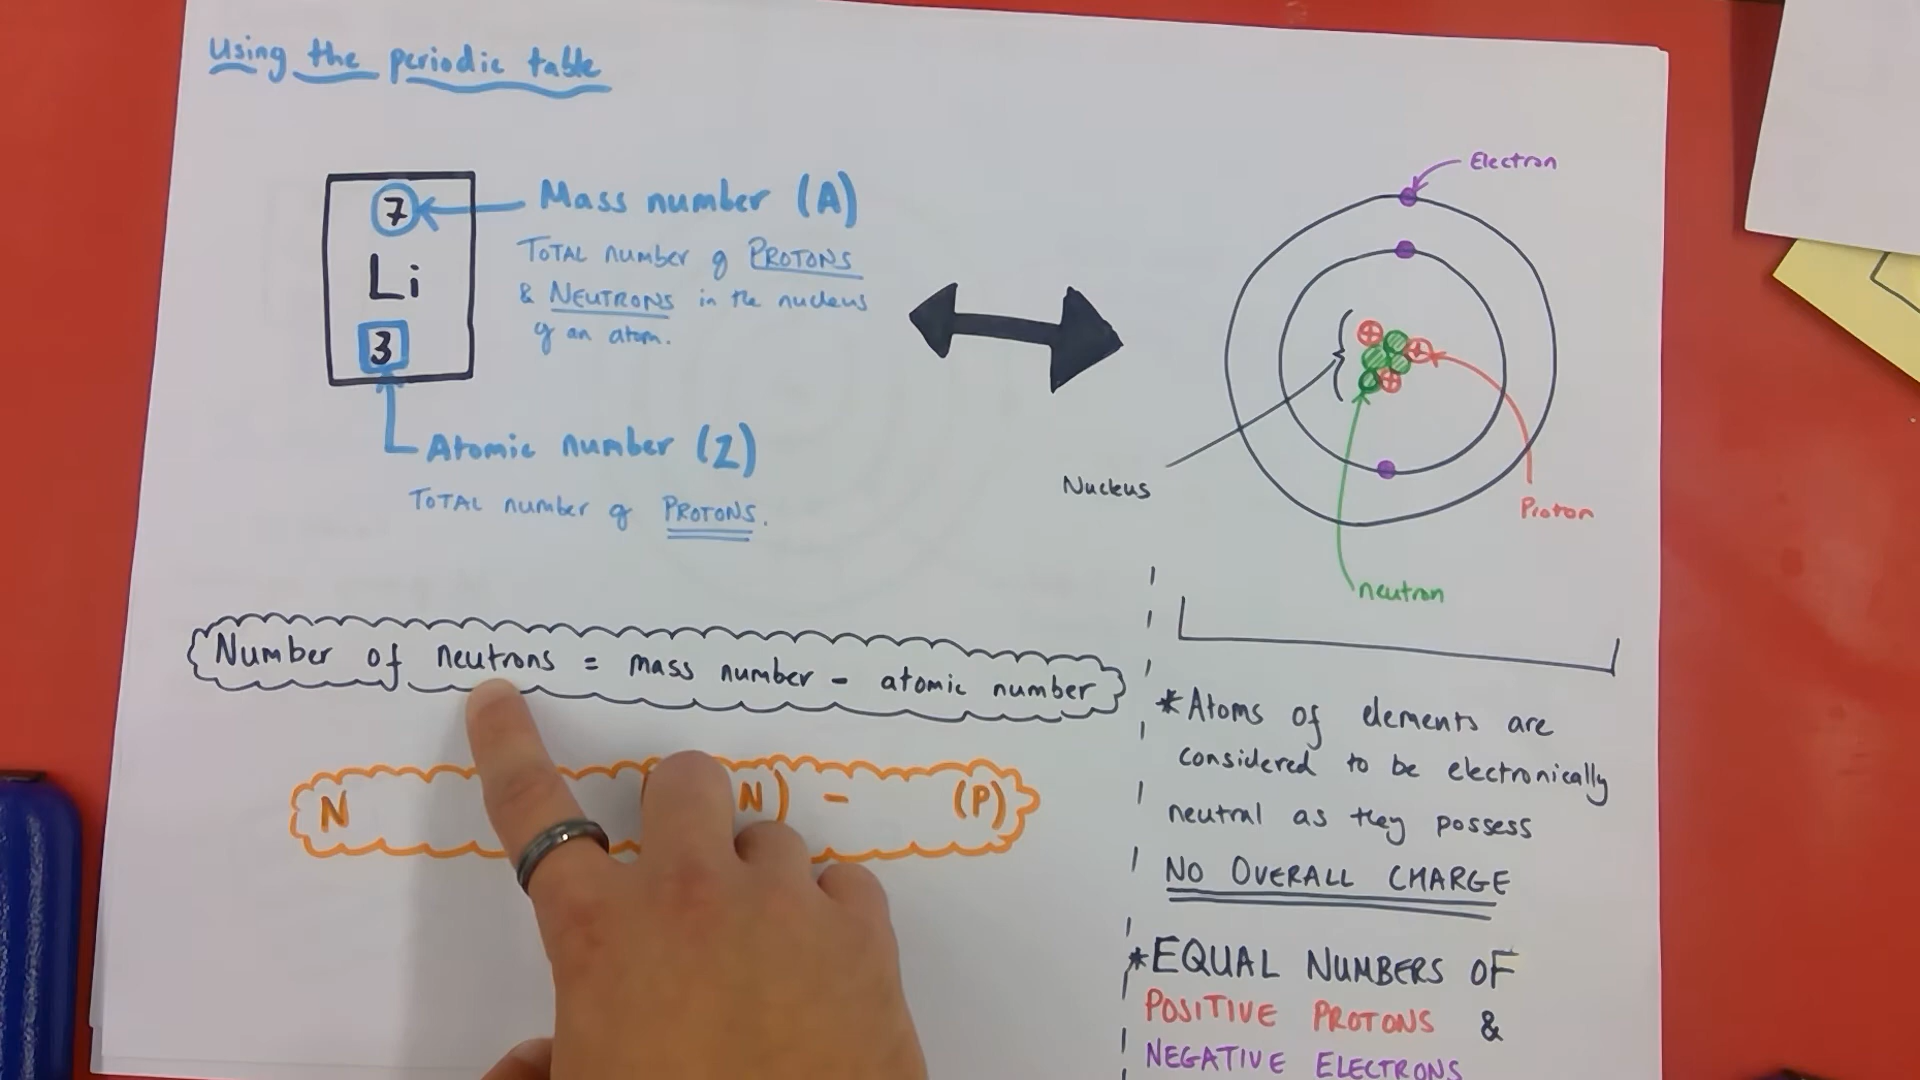 Using the periodic table
7
Li
3
Mass number (A)
TOTAL number of PROTONS
& NEUTRONS in the nucleus
of an atom.
Atomic number (Z)
TOTAL number of PROTONS.
Electron
Nucleus
Proton
neutron
Number of neutrons = mass number - atomic number
N N) - (P)
*Atoms of elements are
considered to be electronically
neutral as they possess
NO OVERALL CHARGE
*EQUAL NUMBERS OF
POSITIVE PROTONS &
NEGATIVE ELECTRONS